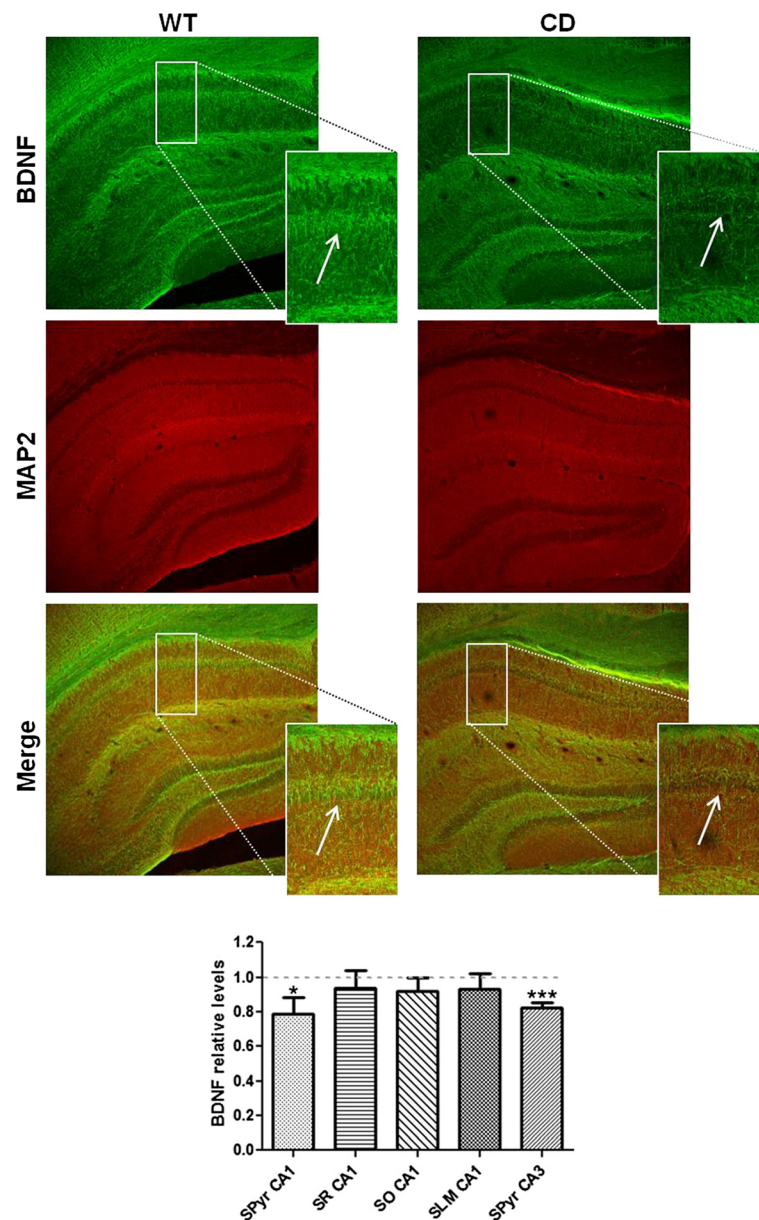 WT CD
BDNF
MAP2
Merge
BDNF relative levels
1.2
1.0
0.8
0.6
0.4
0.2
0.0
*
***
SPyr CA1
SR CA1
SO CA1
SLM CA1
SPyr CA3